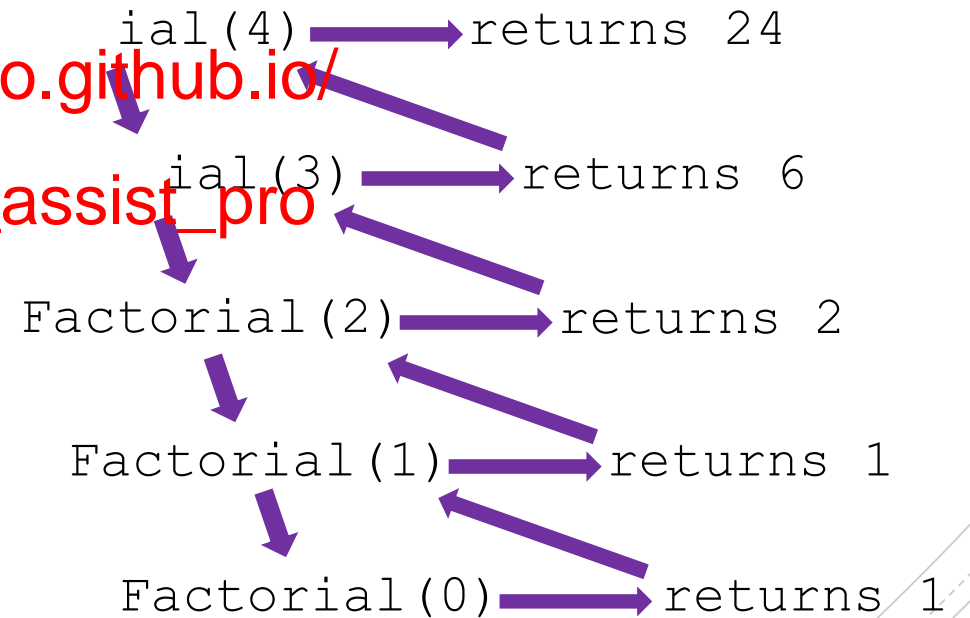 ial(4) returns 24
o.github.io/
ial(3) returns 6
assist_pro
Factorial(2) returns 2
Factorial(1) returns 1
Factorial(0) returns 1